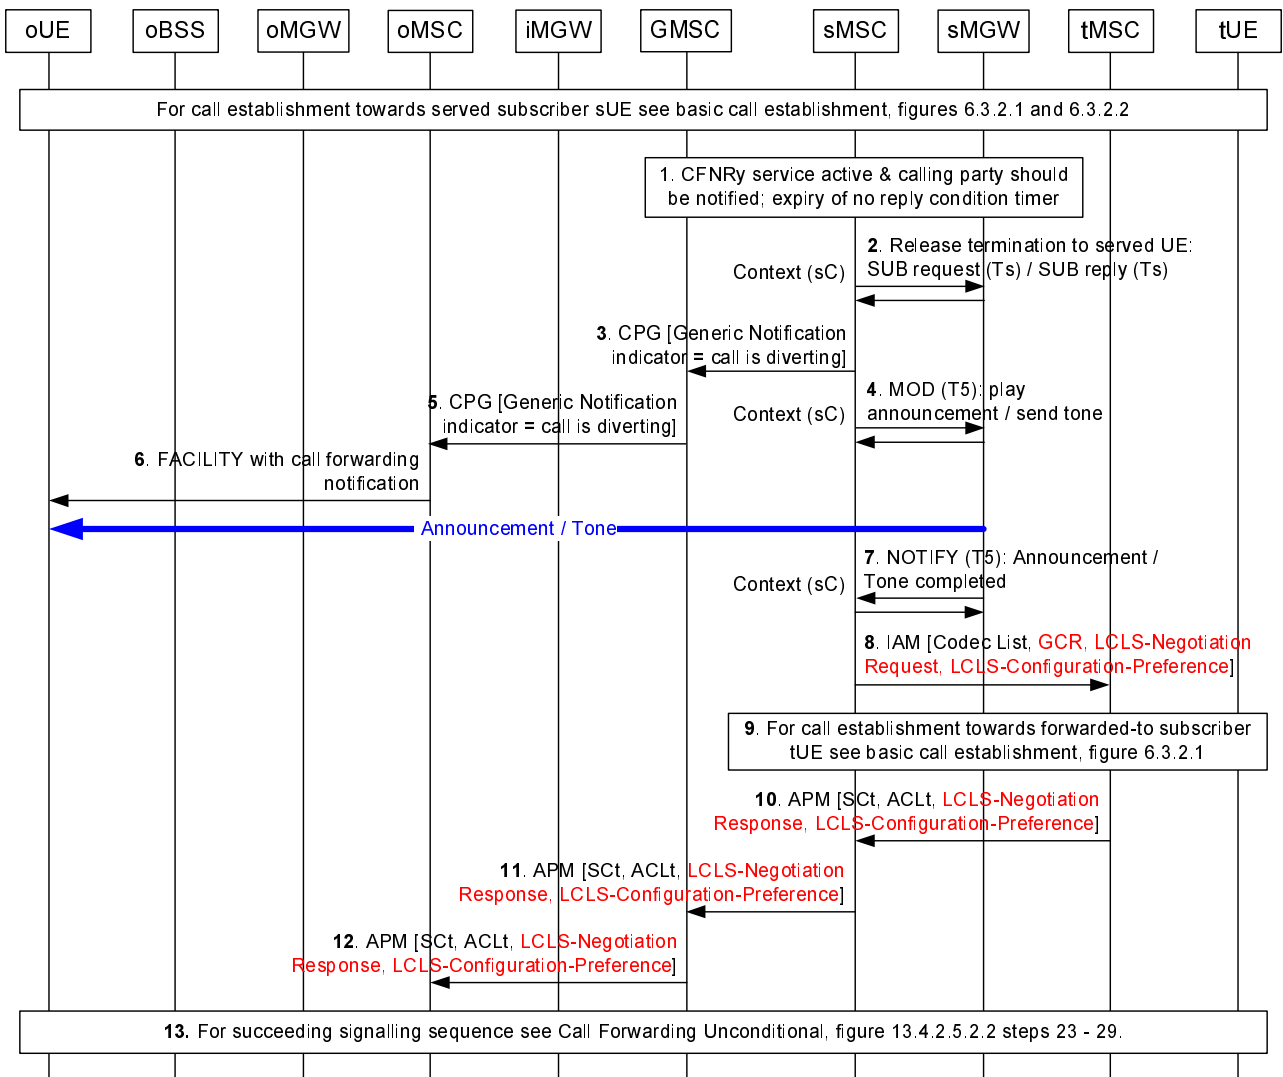 oUE oBSS oMGW oMSC iMGW GMSC sMSC sMGW tMSC tUE
For call establishment towards served subscriber sUE see basic call establishment, figures 6.3.2.1 and 6.3.2.2
1. CFNRy service active & calling party should
be notified; expiry of no reply condition timer
2. Release termination to served UE:
SUB request (Ts) / SUB reply (Ts)
Context (sC)
3. CPG [Generic Notification
indicator = call is diverting]
4. MOD (T5): play
announcement / send tone
Context (sC)
5. CPG [Generic Notification
indicator = call is diverting]
6. FACILITY with call forwarding
notification
Announcement / Tone
7. NOTIFY (T5): Announcement /
Tone completed
Context (sC)
8. IAM [Codec List, GCR, LCLS-Negotiation
Request, LCLS-Configuration-Preference]
9. For call establishment towards forwarded-to subscriber
tUE see basic call establishment, figure 6.3.2.1
10. APM [SCt, ACLt, LCLS-Negotiation
Response, LCLS-Configuration-Preference]
11. APM [SCt, ACLt, LCLS-Negotiation
Response, LCLS-Configuration-Preference]
12. APM [SCt, ACLt, LCLS-Negotiation
Response, LCLS-Configuration-Preference]
13. For succeeding signalling sequence see Call Forwarding Unconditional, figure 13.4.2.5.2.2 steps 23 - 29.